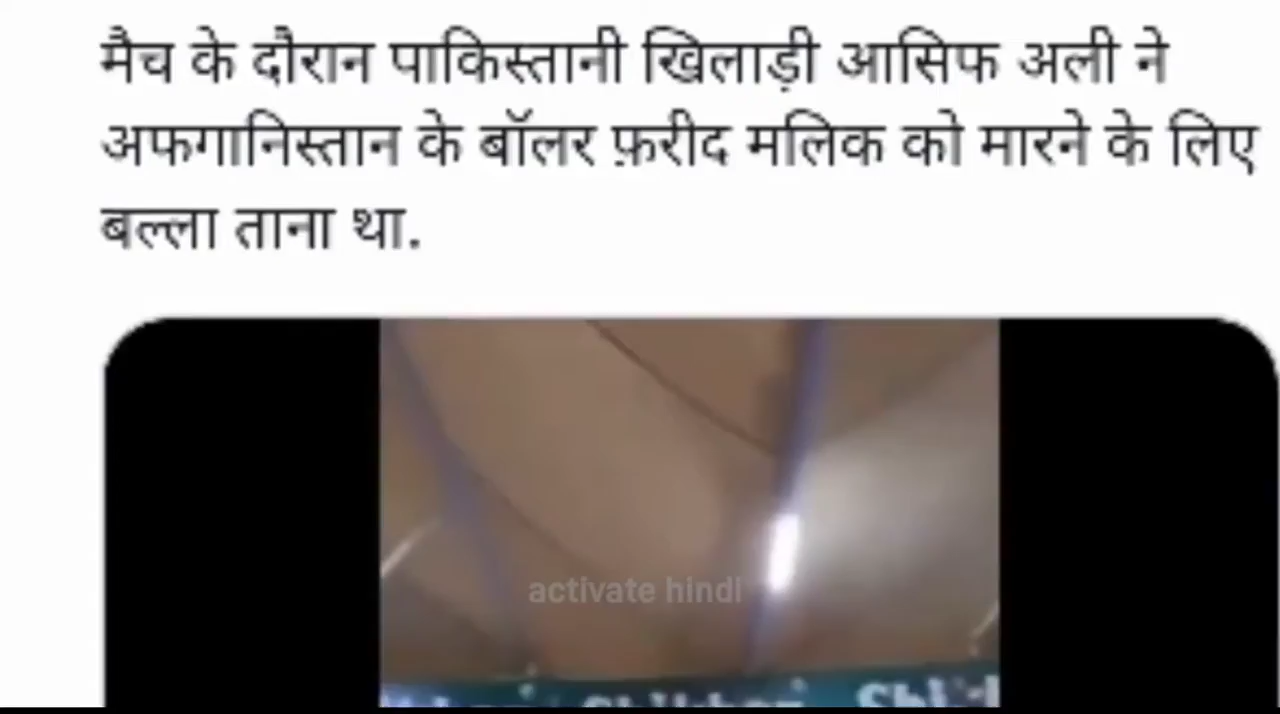 मैच के दौरान पाकिस्तानी खिलाड़ी आसिफ अली ने
अफगानिस्तान के बॉलर फ़रीद मलिक को मारने के लिए
बल्ला ताना था.
activate hindi